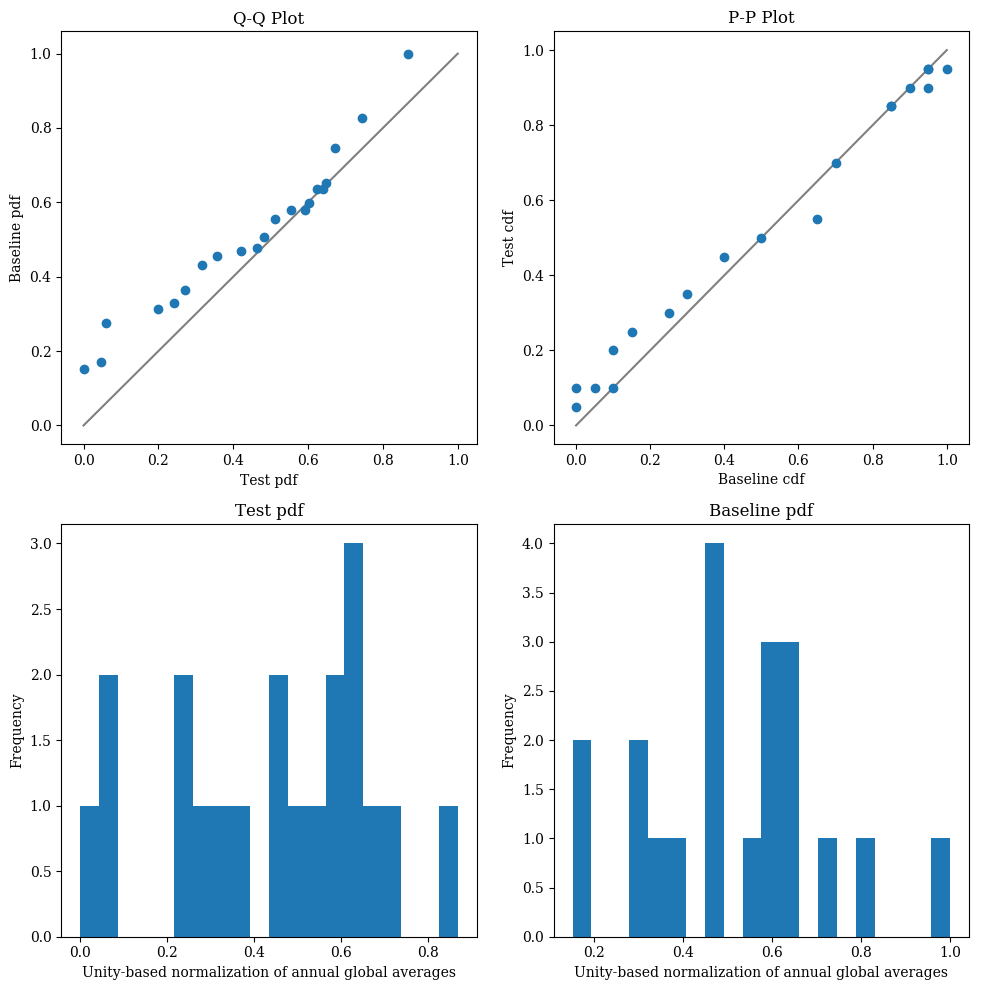 Q-Q Plot
1.0
0.8
0.6
0.4
0.2
0.0
Baseline pdf
0.0 0.2 0.4 0.6 0.8 1.0
Test pdf
P-P Plot
1.0
0.8
0.6
0.4
0.2
0.0
Test cdf
0.0 0.2 0.4 0.6 0.8 1.0
Baseline cdf
Test pdf
3.0
2.5
2.0
1.5
1.0
0.5
0.0
Frequency
0.0 0.2 0.4 0.6 0.8
Unity-based normalization of annual global averages
Baseline pdf
4.0
3.5
3.0
2.5
2.0
1.5
1.0
0.5
0.0
Frequency
0.2 0.4 0.6 0.8 1.0
Unity-based normalization of annual global averages